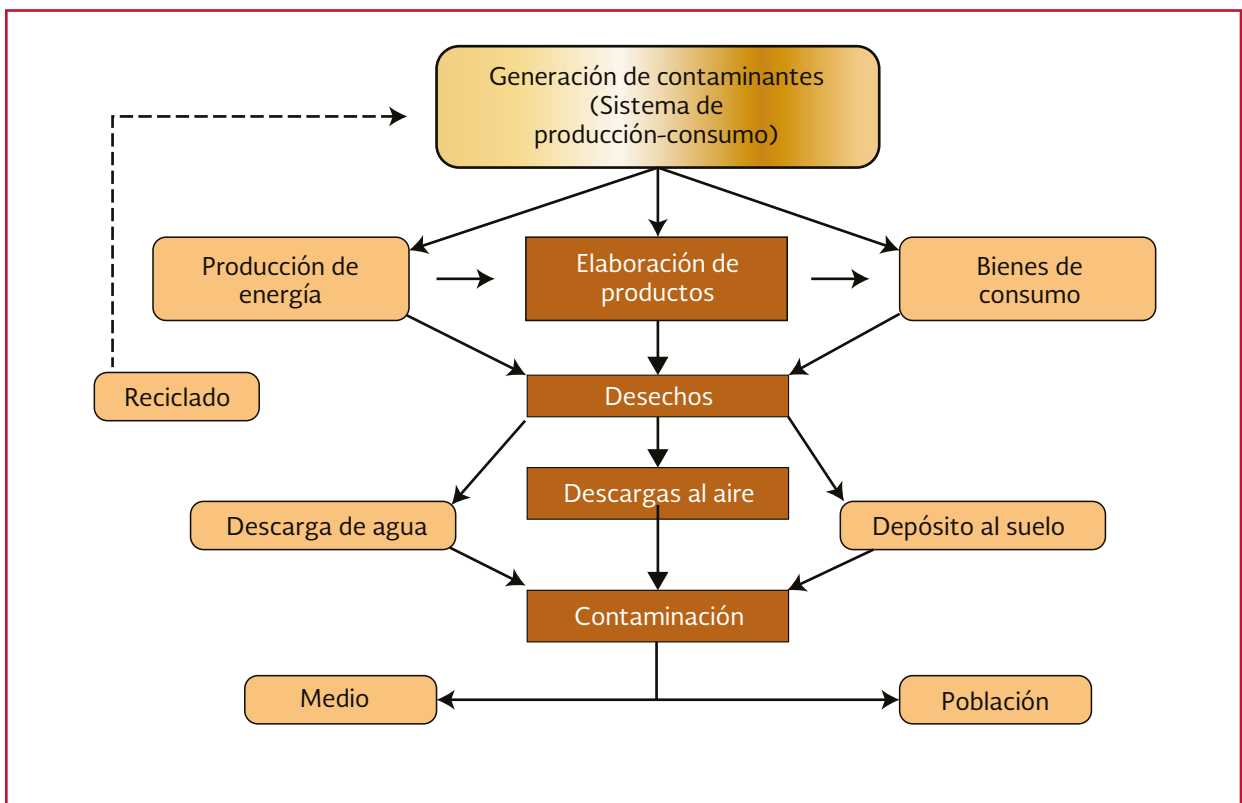 Generación de contaminantes
(Sistema de
producción-consumo)
Producción de
energía
Elaboración de
productos
Bienes de
consumo
Reciclado
Desechos
Descargas al aire
Descarga de agua
Depósito al suelo
Contaminación
Medio
Población